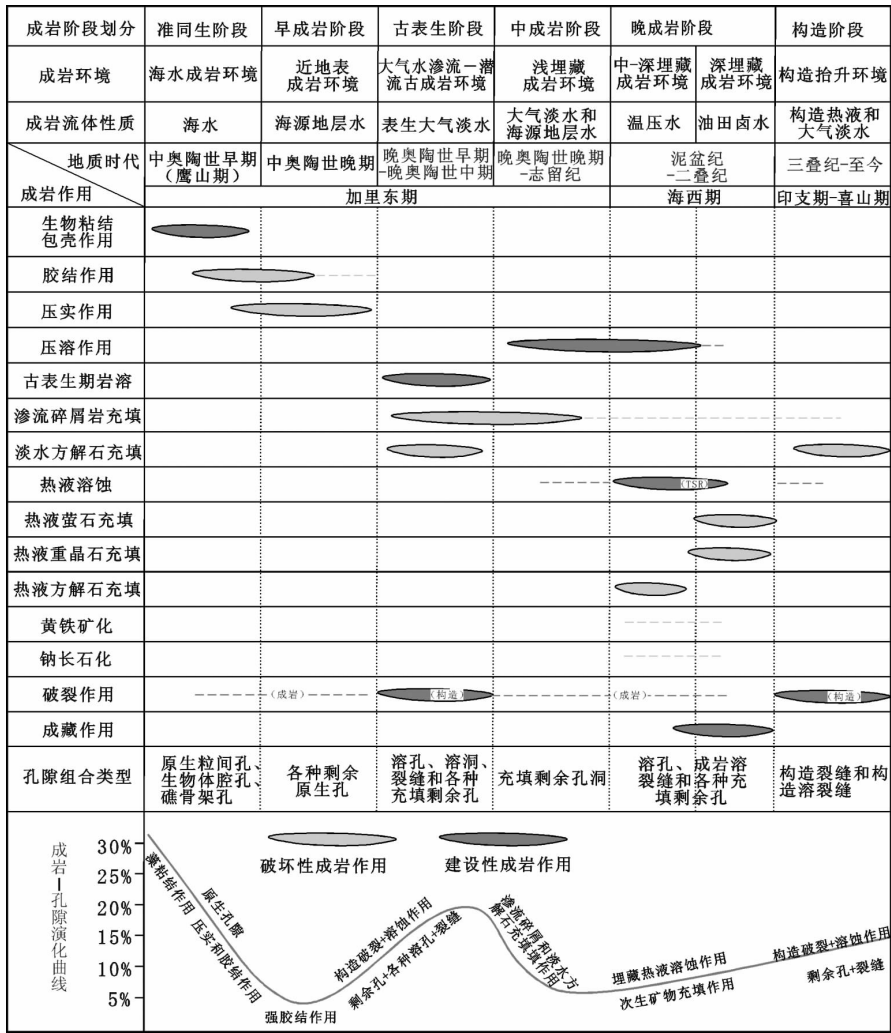 成岩阶段划分 准同生阶段 早成岩阶段 古表生阶段 中成岩阶段 晚成岩阶段 构造阶段
成岩环境 海水成岩环境 近地表 大气水渗流－潜 浅埋藏 中-深埋藏 深埋藏 构造抬升环境
成岩环境 流古成岩环境 成岩环境 成岩环境 成岩环境
成岩流体性质 海水 海源地层水 表生大气淡水 大气淡水和 温压水 油田卤水 构造热液和
海源地层水 大气淡水
地质时代 中奥陶世早期 中奥陶世晚期 晚奥陶世早期 晚奥陶世晚期 泥盆纪 三叠纪-至今
(鹰山期) -晚奥陶世中期 -志留纪 -二叠纪
成岩作用 加里东期 海西期 印支期-喜山期
生物粘结
包壳作用
胶结作用
压实作用
压溶作用
古表生期岩溶
渗流碎屑岩充填
淡水方解石充填
热液溶蚀 (TSR)
热液萤石充填
热液重晶石充填
热液方解石充填
黄铁矿化
钠长石化
破裂作用 (成岩) (构造) (成岩) (构造)
成藏作用
孔隙组合类型 原生粒间孔、 各种剩余 溶孔、溶洞、 充填剩余孔洞 溶孔、成岩溶 构造裂缝和构
生物体腔孔、 原生孔 裂缝和各种 裂缝和各种充 造溶裂缝
礁骨架孔 充填剩余孔 填剩余孔
成岩-孔隙演化曲线
30%
25%
20%
15%
10%
5%
破坏性成岩作用 建设性成岩作用
藻粘结作用
原生孔隙
压实和胶结作用
强胶结作用
构造破裂+溶蚀作用
剩余孔+各种溶孔+裂缝
渗流碎屑和淡水方
解石充填填作用
埋藏热液溶蚀作用
次生矿物充填作用
构造破裂+溶蚀作用
剩余孔+裂缝